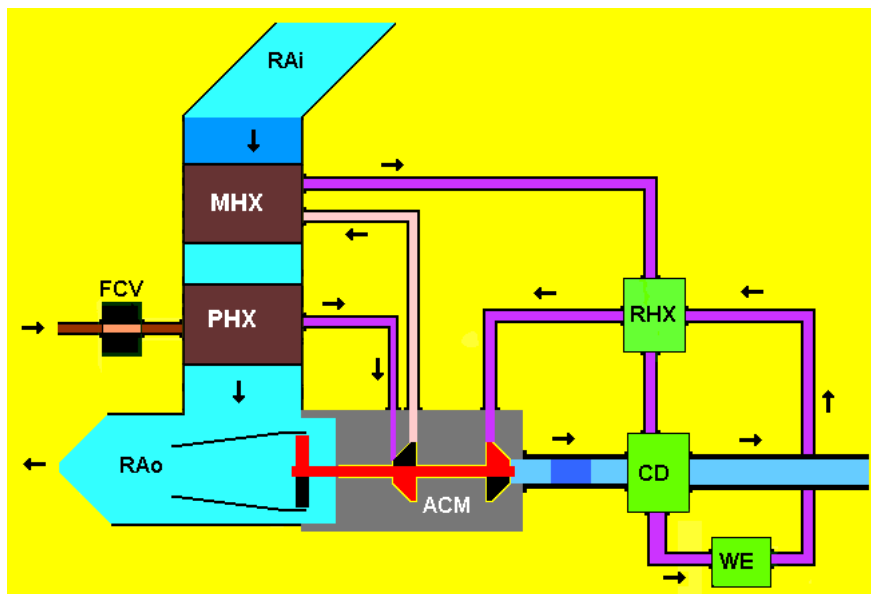 RAi
MHX
FCV
PHX
RHX
RAo
CD
ACM
WE